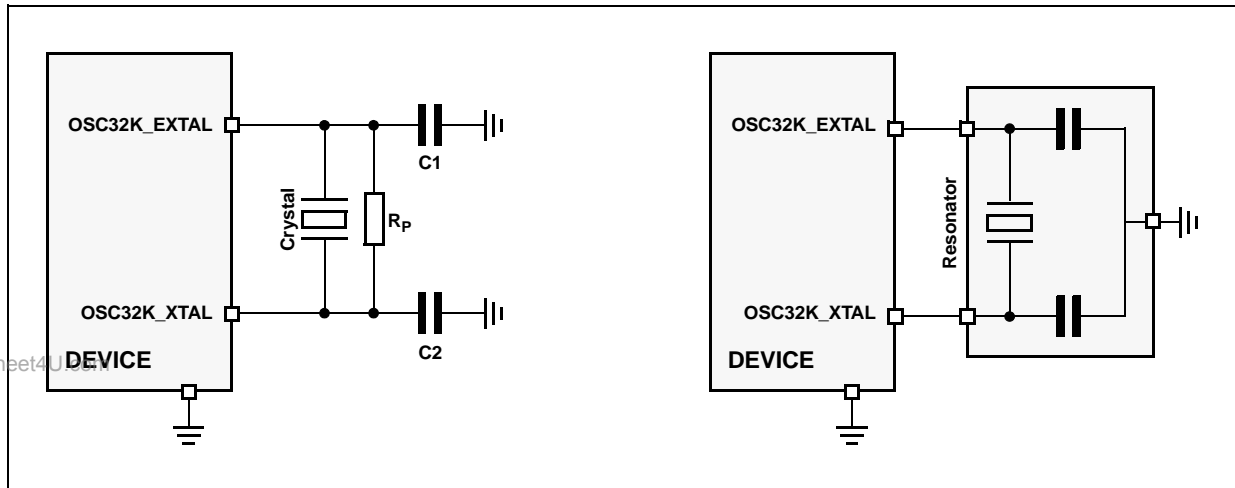 OSC32K_EXTAL
C1
Crystal
RP
OSC32K_XTAL
C2
DEVICE
OSC32K_EXTAL
Resonator
OSC32K_XTAL
DEVICE